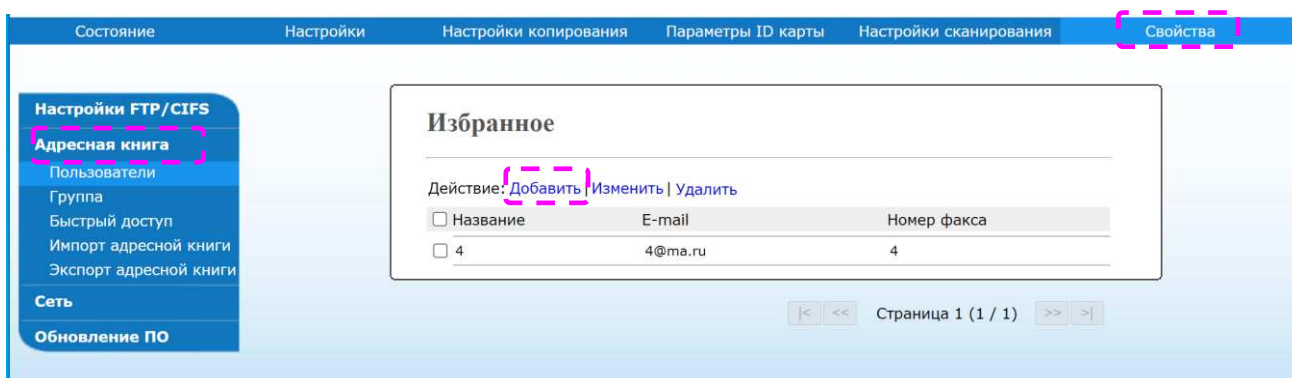 Состояние Настройки Настройки копирования Параметры ID карты Настройки сканирования Свойства
Настройки FTP/CIFS
Адресная книга
Пользователи
Группа
Быстрый доступ
Импорт адресной книги
Экспорт адресной книги
Сеть
Обновление ПО
Избранное
Действие: Добавить | Изменить | Удалить
Название E-mail Номер факса
4 4@ma.ru 4
|< << Страница 1 (1 / 1) >> >|